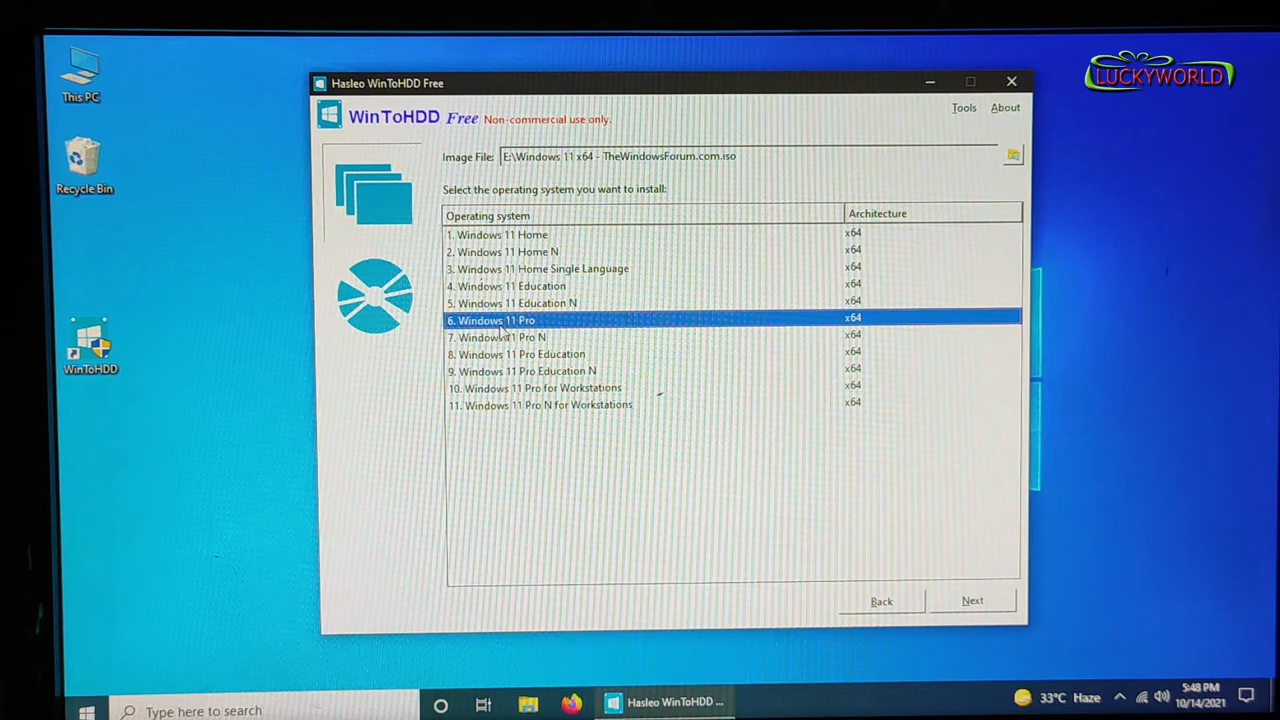 LUCKYWORLD
This PC
Recycle Bin
WinToHDD
Hasleo WinToHDD Free
WinToHDD Free Non-commercial use only.
Tools About
Image File: E:\Windows 11 x64 - TheWindowsForum.com.iso
Select the operating system you want to install:
Operating system Architecture
1. Windows 11 Home x64
2. Windows 11 Home N x64
3. Windows 11 Home Single Language x64
4. Windows 11 Education x64
5. Windows 11 Education N x64
6. Windows 11 Pro x64
7. Windows 11 Pro N x64
8. Windows 11 Pro Education x64
9. Windows 11 Pro Education N x64
10. Windows 11 Pro for Workstations x64
11. Windows 11 Pro N for Workstations x64
Back Next
Type here to search
Hasleo WinToHDD ...
33°C Haze
5:48 PM
10/14/2021